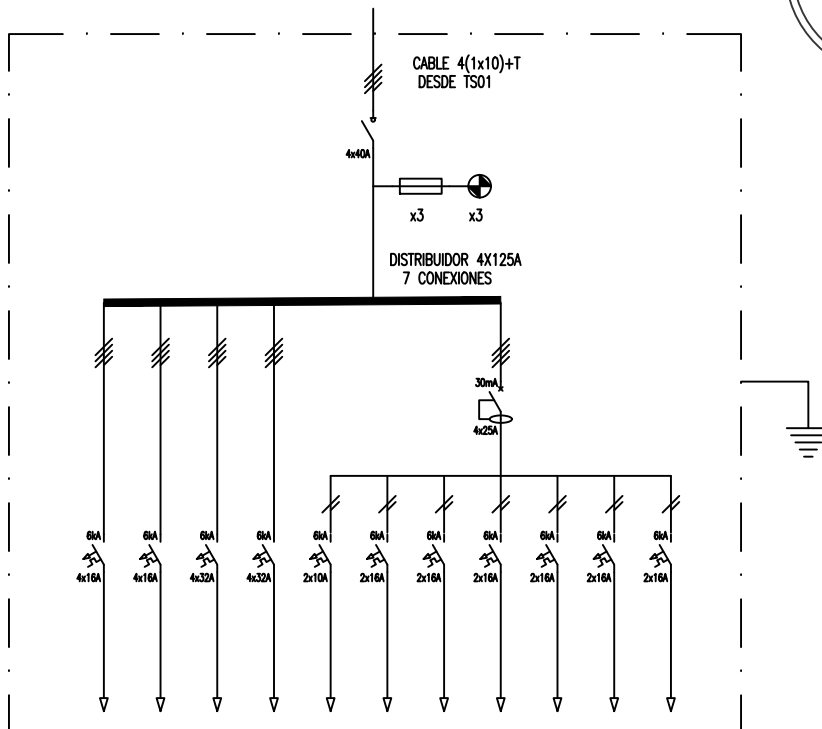 CABLE 4(1x10)+T
DESDE TS01
4x40A
x3
x3
DISTRIBUIDOR 4X125A
7 CONEXIONES
30mA
4x25A
6kA
6kA
6kA
6kA
6kA
6kA
6kA
6kA
6kA
6kA
6kA
4x16A
4x16A
4x32A
4x32A
2x10A
2x16A
2x16A
2x16A
2x16A
2x16A
2x16A